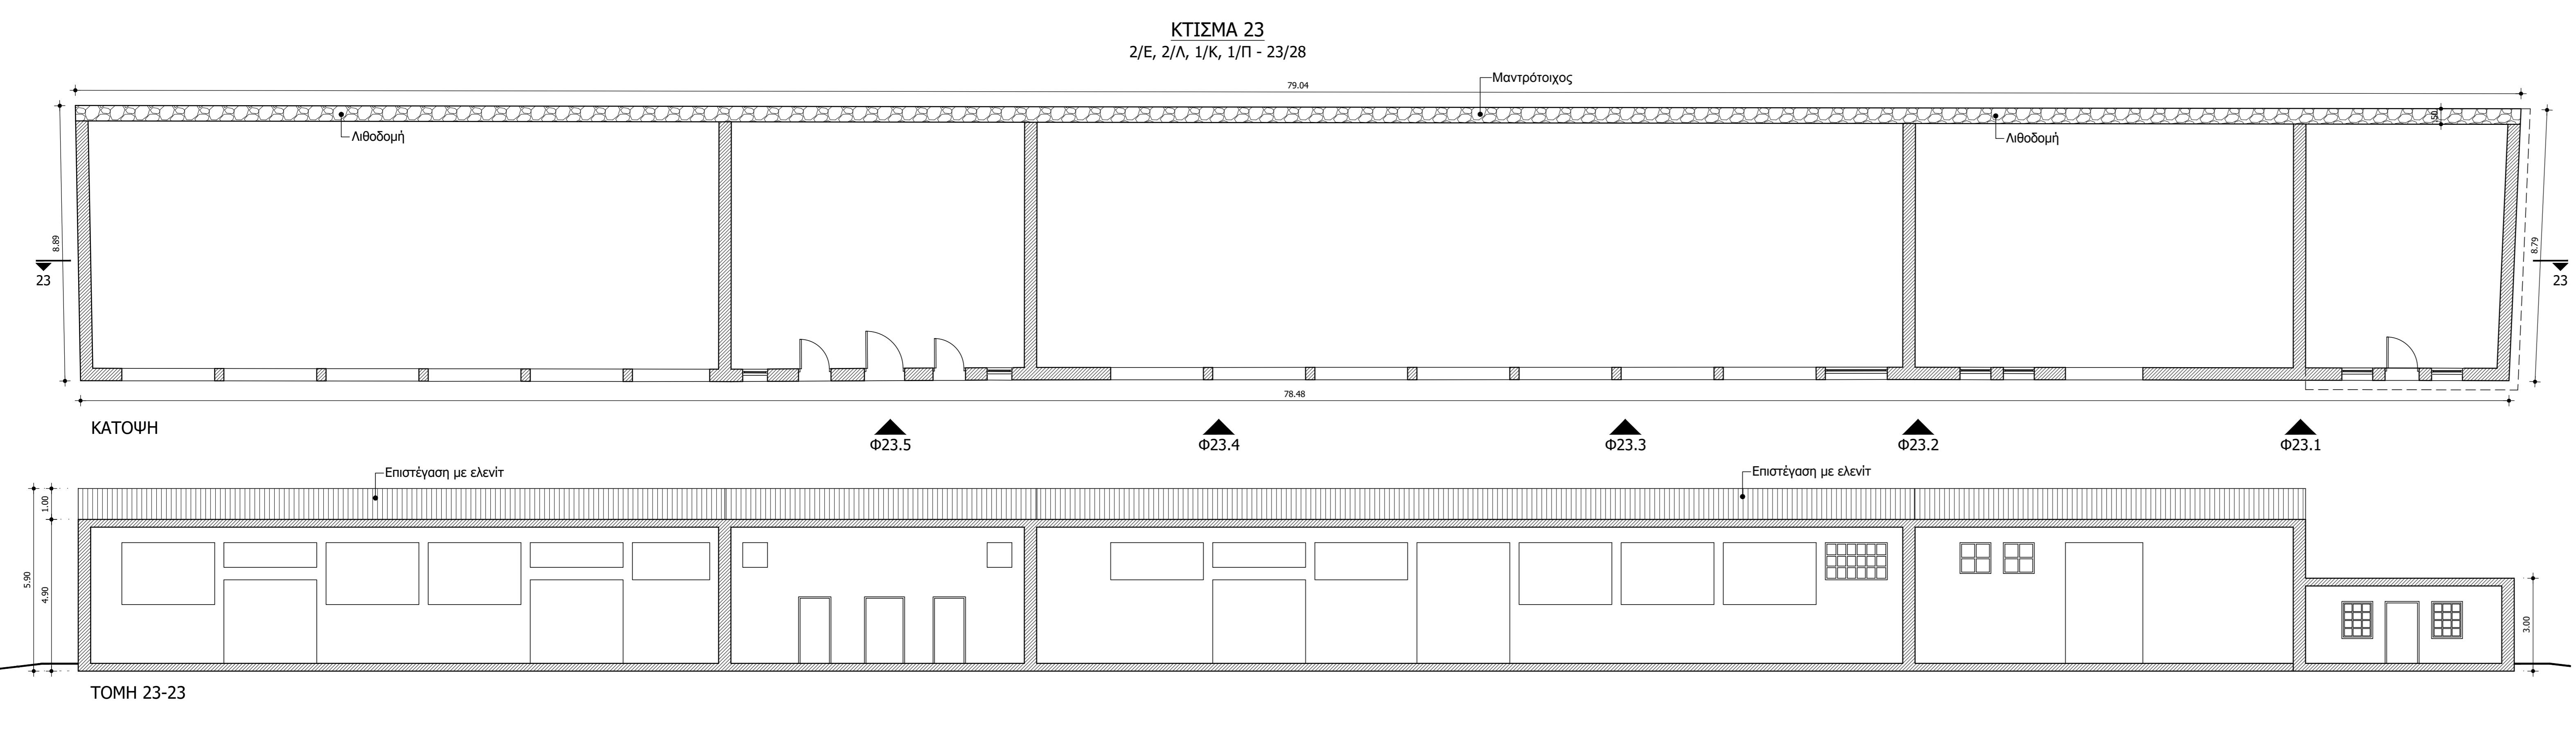 ΚΤΙΣΜΑ 23
2/Ε, 2/Λ, 1/Κ, 1/Π - 23/28
Μαντρότοιχος
79.04
Λιθοδομή
Λιθοδομή
.50
8.89
8.79
23
23
78.48
ΚΑΤΟΨΗ
Φ23.5
Φ23.4
Φ23.3
Φ23.2
Φ23.1
Επιστέγαση με ελενίτ
Επιστέγαση με ελενίτ
1.00
5.90
4.90
3.00
ΤΟΜΗ 23-23